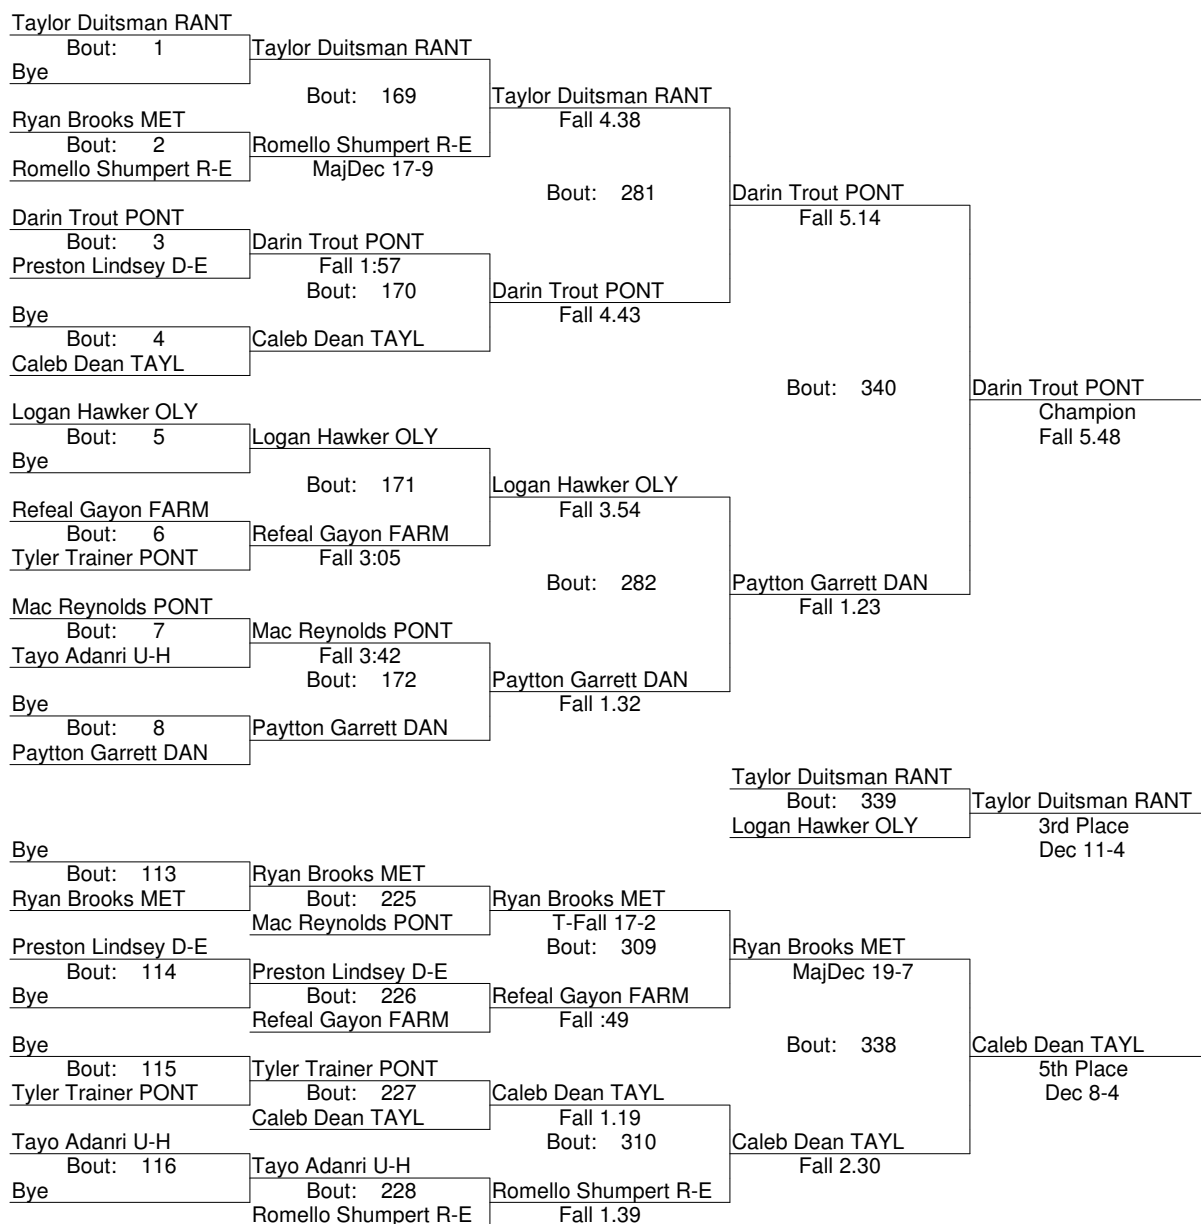 Taylor Duitsman RANT
Bout: 1
Bye
Taylor Duitsman RANT
Bout: 169
Ryan Brooks MET
Bout: 2
Romello Shumpert R-E
Romello Shumpert R-E
MajDec 17-9
Taylor Duitsman RANT
Fall 4.38
Bout: 281
Darin Trout PONT
Bout: 3
Preston Lindsey D-E
Darin Trout PONT
Fall 1:57
Bout: 170
Bye
Bout: 4
Caleb Dean TAYL
Caleb Dean TAYL
Darin Trout PONT
Fall 4.43
Darin Trout PONT
Fall 5.14
Bout: 340
Darin Trout PONT
Champion
Fall 5.48
Logan Hawker OLY
Bout: 5
Bye
Logan Hawker OLY
Bout: 171
Refeal Gayon FARM
Bout: 6
Tyler Trainer PONT
Refeal Gayon FARM
Fall 3:05
Logan Hawker OLY
Fall 3.54
Bout: 282
Mac Reynolds PONT
Bout: 7
Tayo Adanri U-H
Mac Reynolds PONT
Fall 3:42
Bout: 172
Bye
Bout: 8
Paytton Garrett DAN
Paytton Garrett DAN
Paytton Garrett DAN
Fall 1.32
Paytton Garrett DAN
Fall 1.23
Taylor Duitsman RANT
Bout: 339
Logan Hawker OLY
Taylor Duitsman RANT
3rd Place
Dec 11-4
Bye
Bout: 113
Ryan Brooks MET
Ryan Brooks MET
Bout: 225
Mac Reynolds PONT
Ryan Brooks MET
T-Fall 17-2
Bout: 309
Preston Lindsey D-E
Bout: 114
Bye
Preston Lindsey D-E
Bout: 226
Refeal Gayon FARM
Refeal Gayon FARM
Fall :49
Ryan Brooks MET
MajDec 19-7
Bout: 338
Bye
Bout: 115
Tyler Trainer PONT
Tyler Trainer PONT
Bout: 227
Caleb Dean TAYL
Caleb Dean TAYL
Fall 1.19
Bout: 310
Tayo Adanri U-H
Bout: 116
Bye
Tayo Adanri U-H
Bout: 228
Romello Shumpert R-E
Romello Shumpert R-E
Fall 1.39
Caleb Dean TAYL
Fall 2.30
Caleb Dean TAYL
5th Place
Dec 8-4